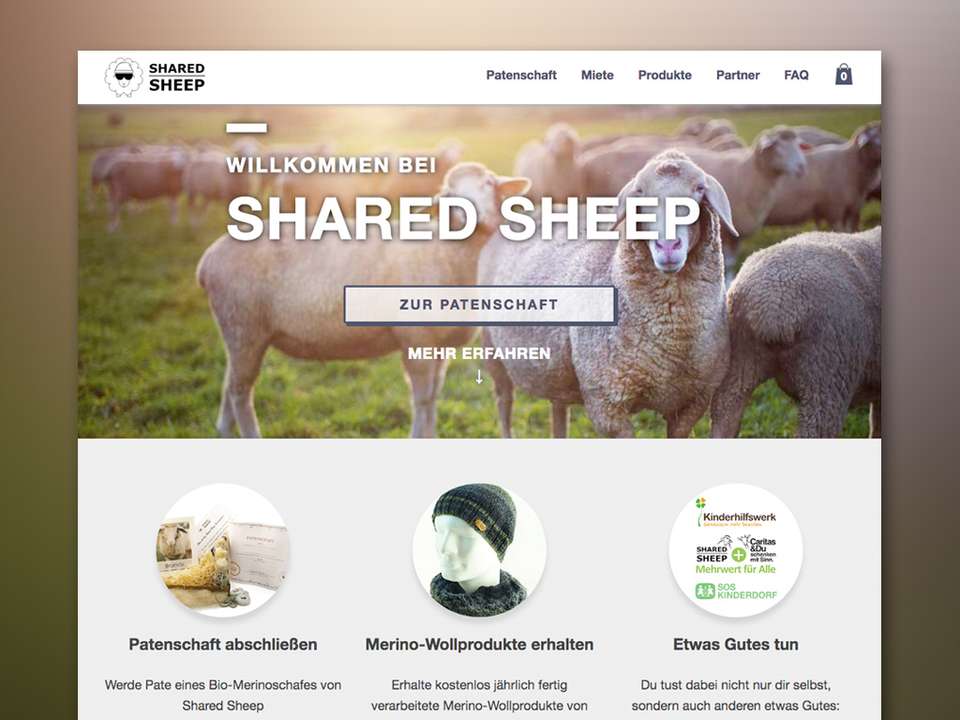 SHARED
SHEEP
Patenschaft Miete Produkte Partner FAQ 0
WILLKOMMEN BEI
SHARED SHEEP
ZUR PATENSCHAFT
MEHR ERFAHREN
↓
Kinderhilfswerk
SHARED
SHEEP
Caritas
&Du
schenken
mit Sinn.
Mehrwert für Alle
SOS
KINDERDORF
Patenschaft abschließen
Merino-Wollprodukte erhalten
Etwas Gutes tun
Werde Pate eines Bio-Merinoschafes von
Shared Sheep
Erhalte kostenlos jährlich fertig
verarbeitete Merino-Wollprodukte von
Du tust dabei nicht nur dir selbst,
sondern auch anderen etwas Gutes: